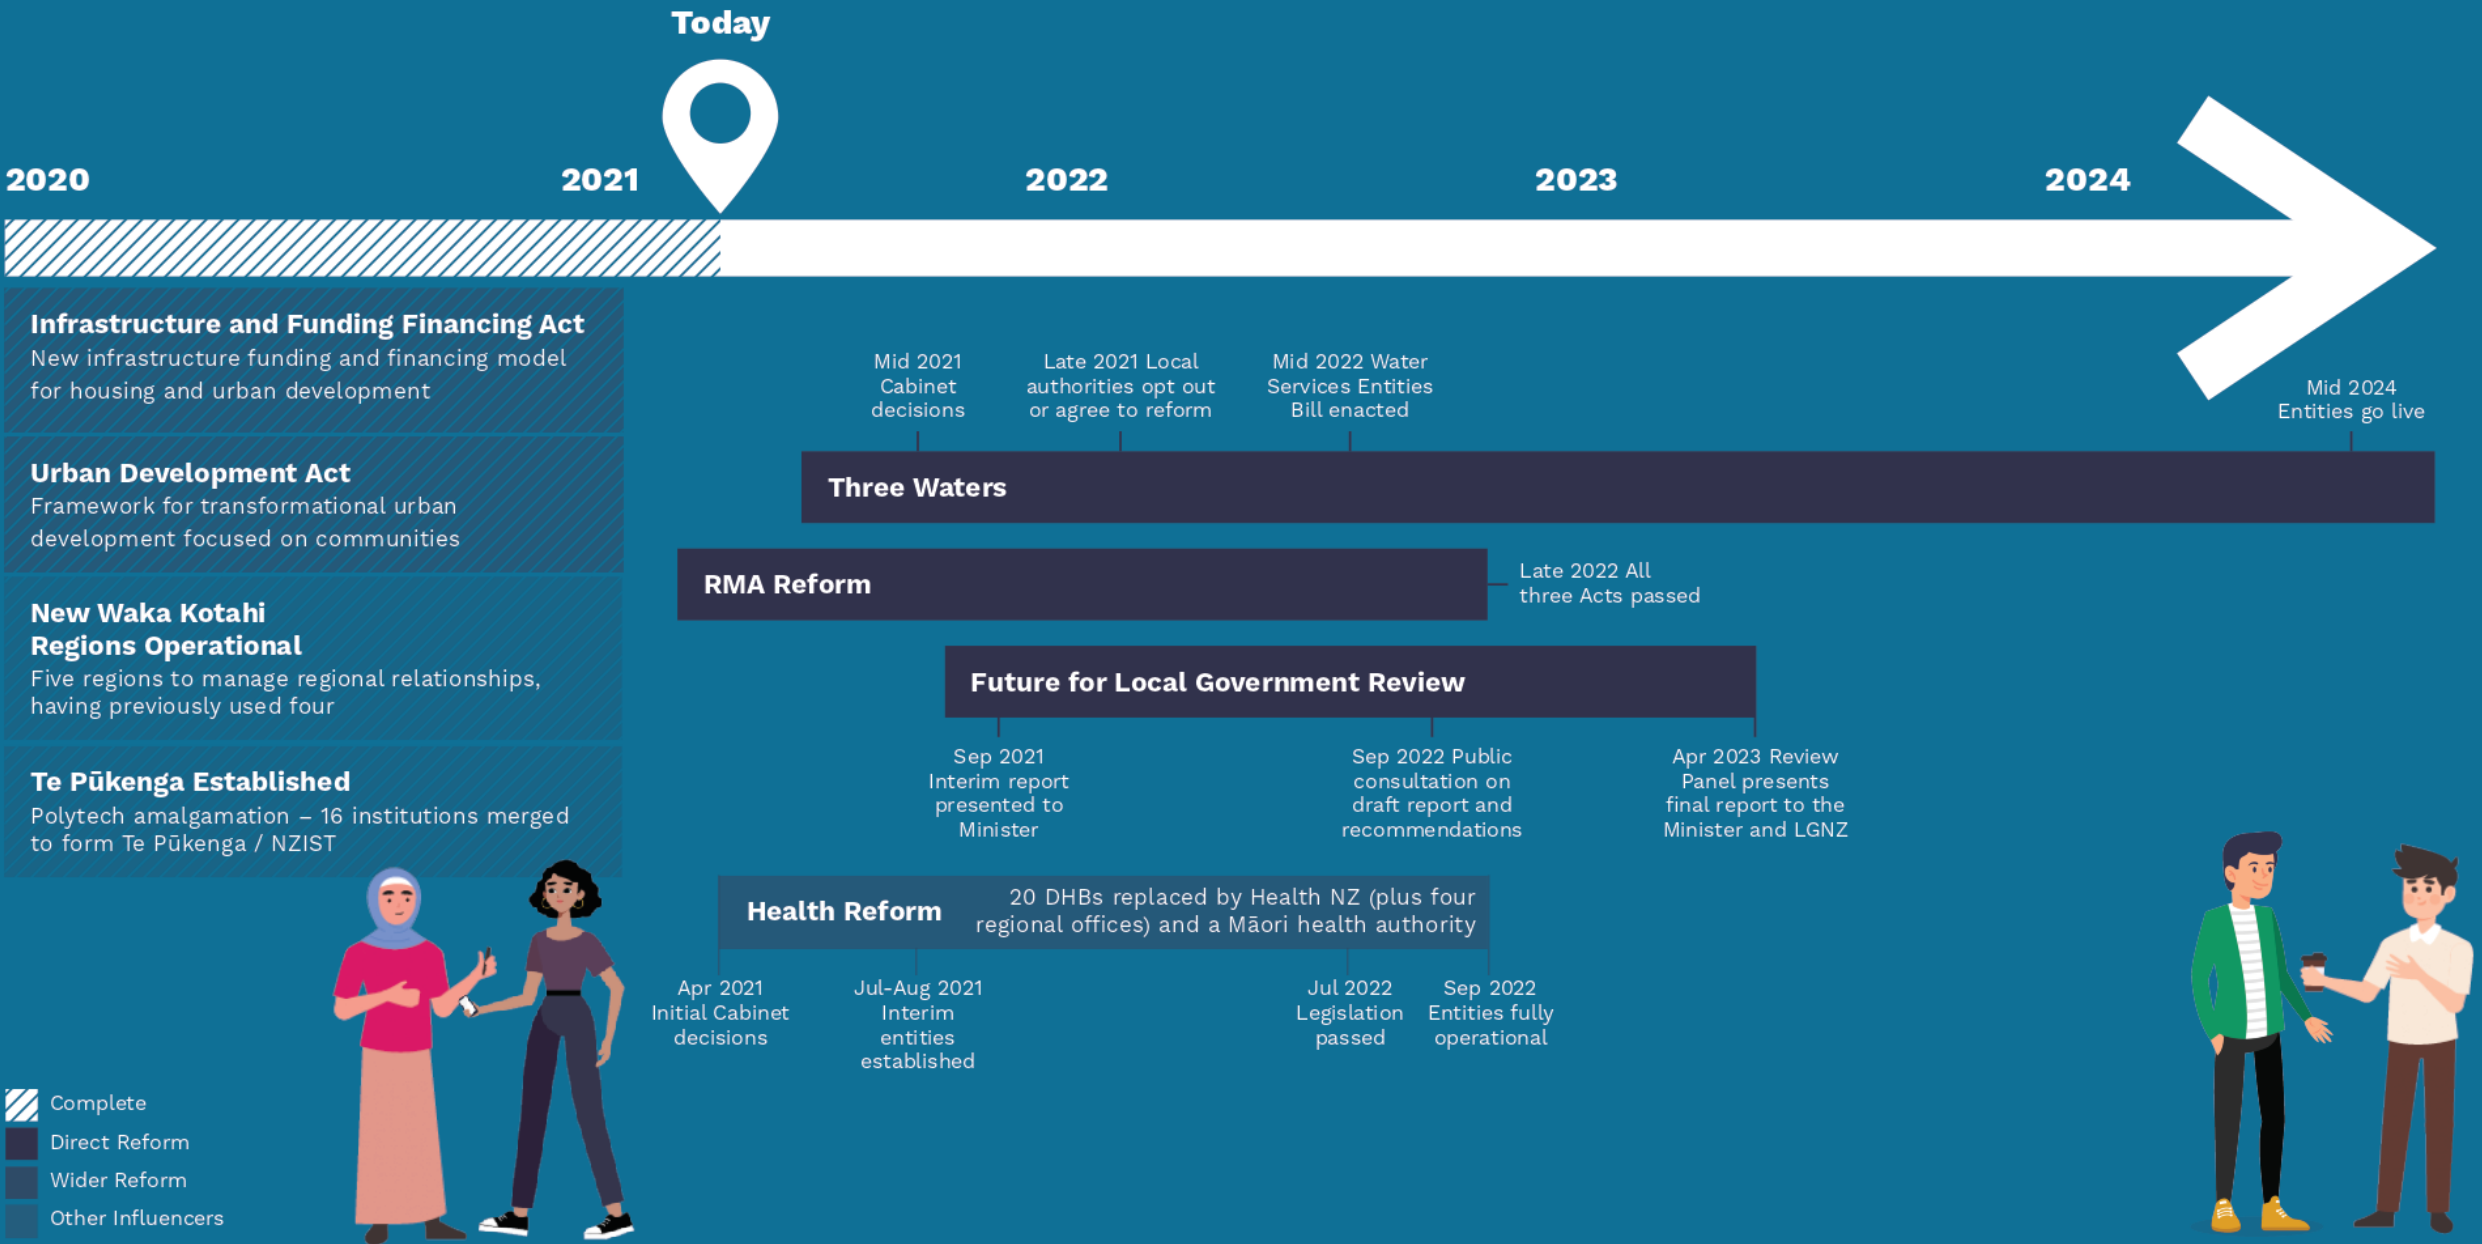 Today
2020
2021
2022
2023
2024
Infrastructure and Funding Financing Act
New infrastructure funding and financing model
for housing and urban development
Urban Development Act
Framework for transformational urban
development focused on communities
New Waka Kotahi
Regions Operational
Five regions to manage regional relationships,
having previously used four
Te Pūkenga Established
Polytech amalgamation – 16 institutions merged
to form Te Pūkenga / NZIST
Mid 2021
Cabinet
decisions
Late 2021 Local
authorities opt out
or agree to reform
Mid 2022 Water
Services Entities
Bill enacted
Mid 2024
Entities go live
Three Waters
RMA Reform
Late 2022 All
three Acts passed
Future for Local Government Review
Sep 2021
Interim report
presented to
Minister
Sep 2022 Public
consultation on
draft report and
recommendations
Apr 2023 Review
Panel presents
final report to the
Minister and LGNZ
Health Reform
20 DHBs replaced by Health NZ (plus four
regional offices) and a Māori health authority
Apr 2021
Initial Cabinet
decisions
Jul-Aug 2021
Interim
entities
established
Jul 2022
Legislation
passed
Sep 2022
Entities fully
operational
Complete
Direct Reform
Wider Reform
Other Influencers